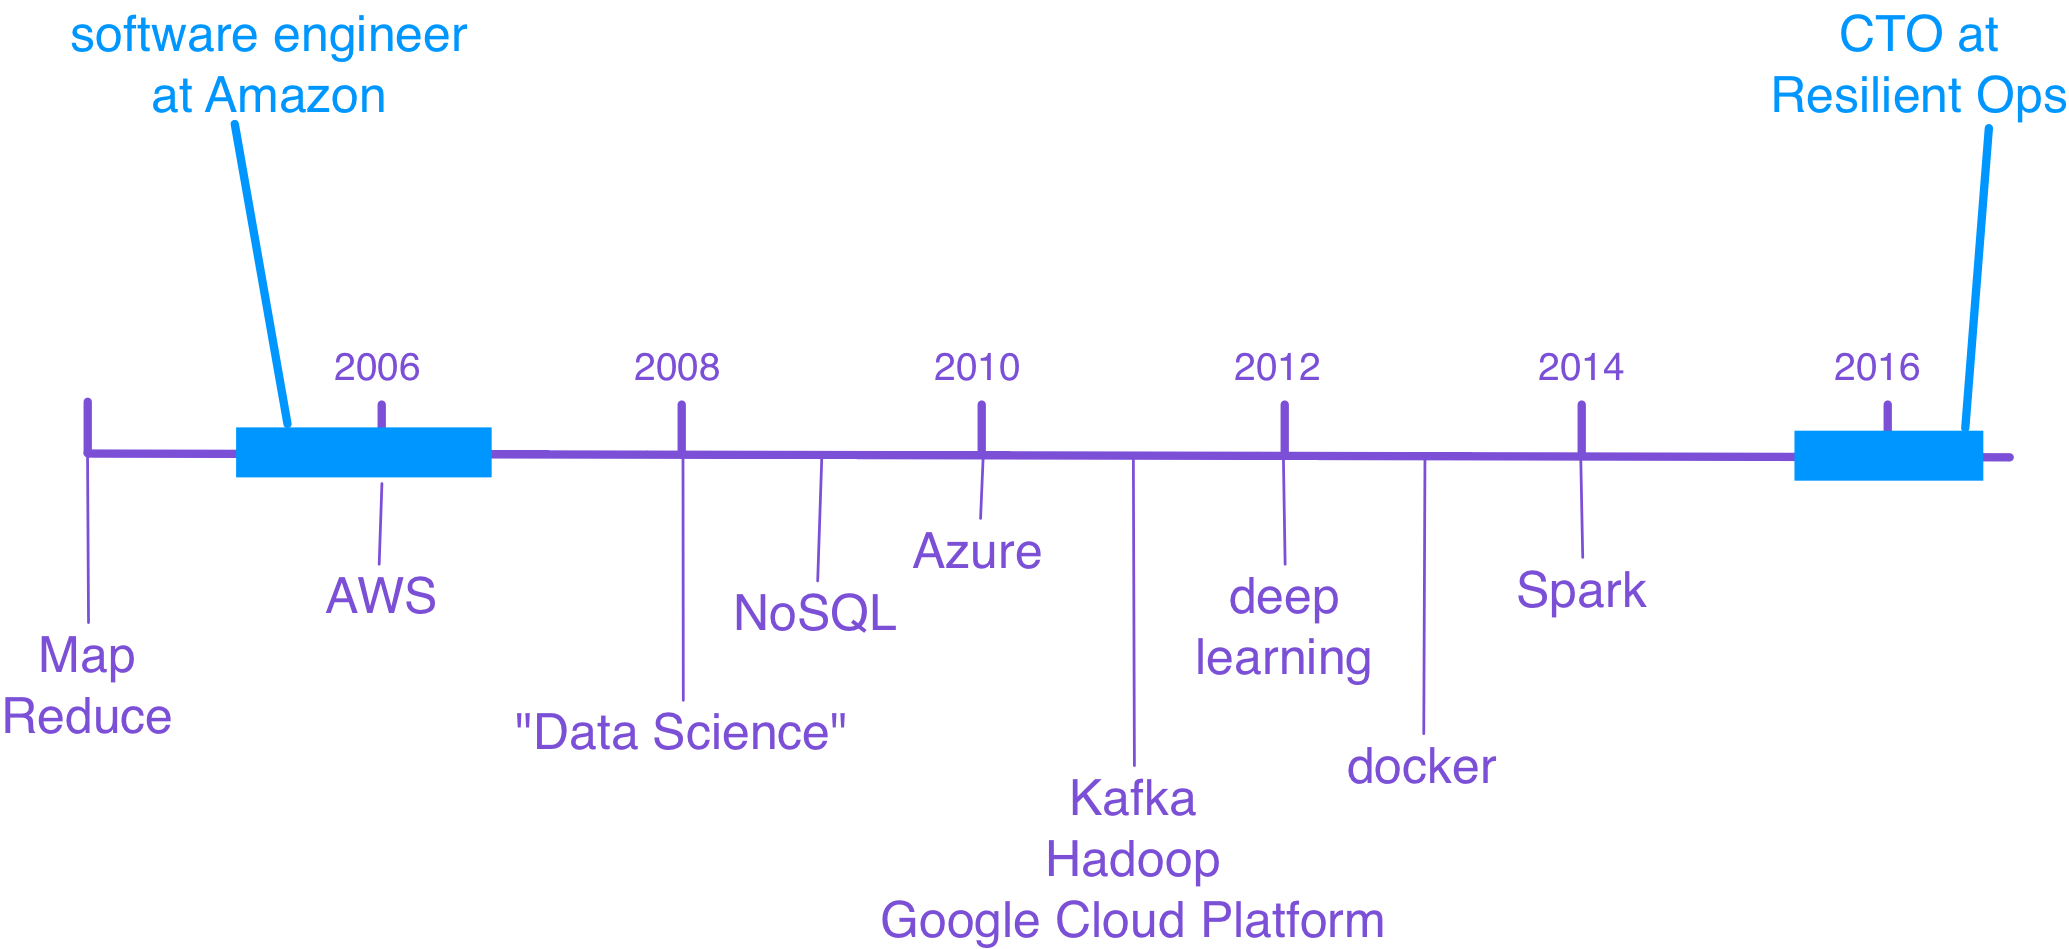 software engineer
at Amazon
CTO at
Resilient Ops
2006
2008
2010
2012
2014
2016
Map
Reduce
AWS
"Data Science"
NoSQL
Azure
Kafka
Hadoop
Google Cloud Platform
deep
learning
docker
Spark